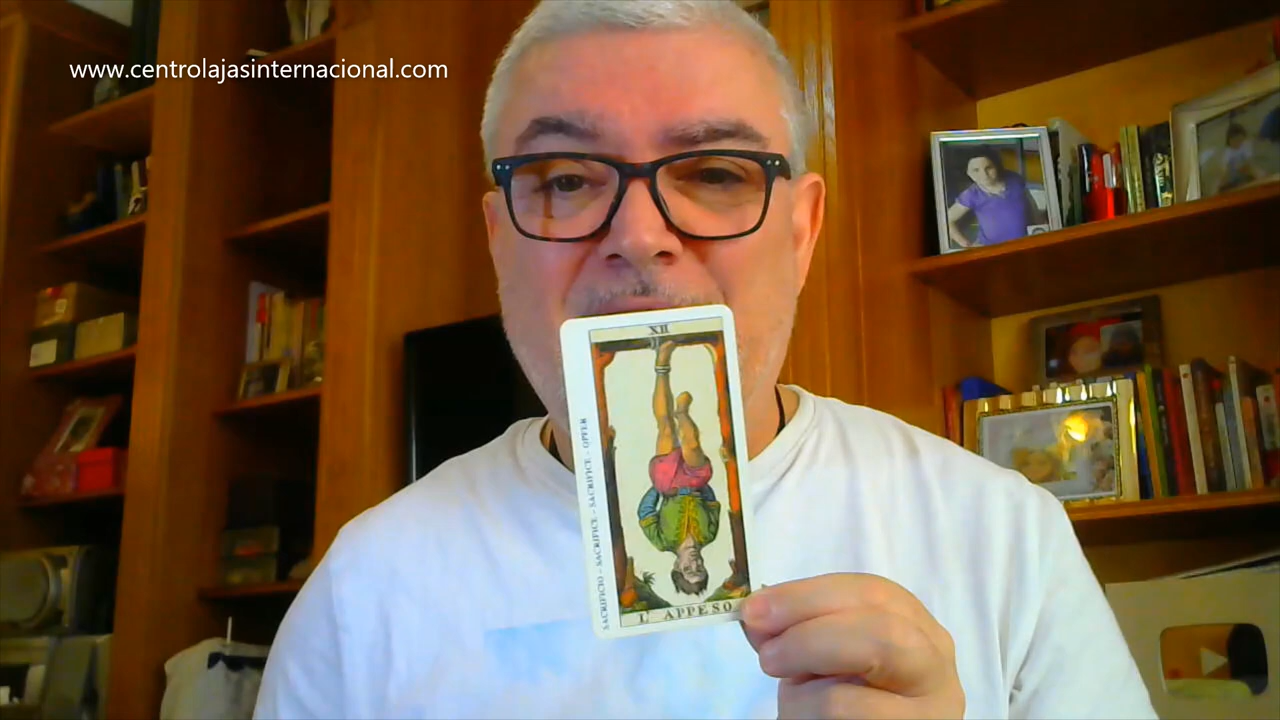 www.centrolajasinternacional.com
XII
SACRIFICIO - SACRIFICE - SACRIFICE - OPFER
L' APPESO